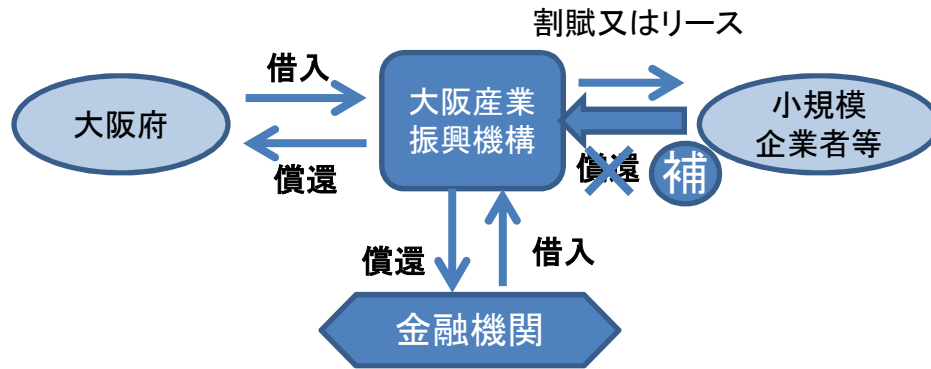 割賦又はリース
借入
大阪府
償還
大阪産業
振興機構
小規模
企業者等
償還
補
償還
借入
金融機関